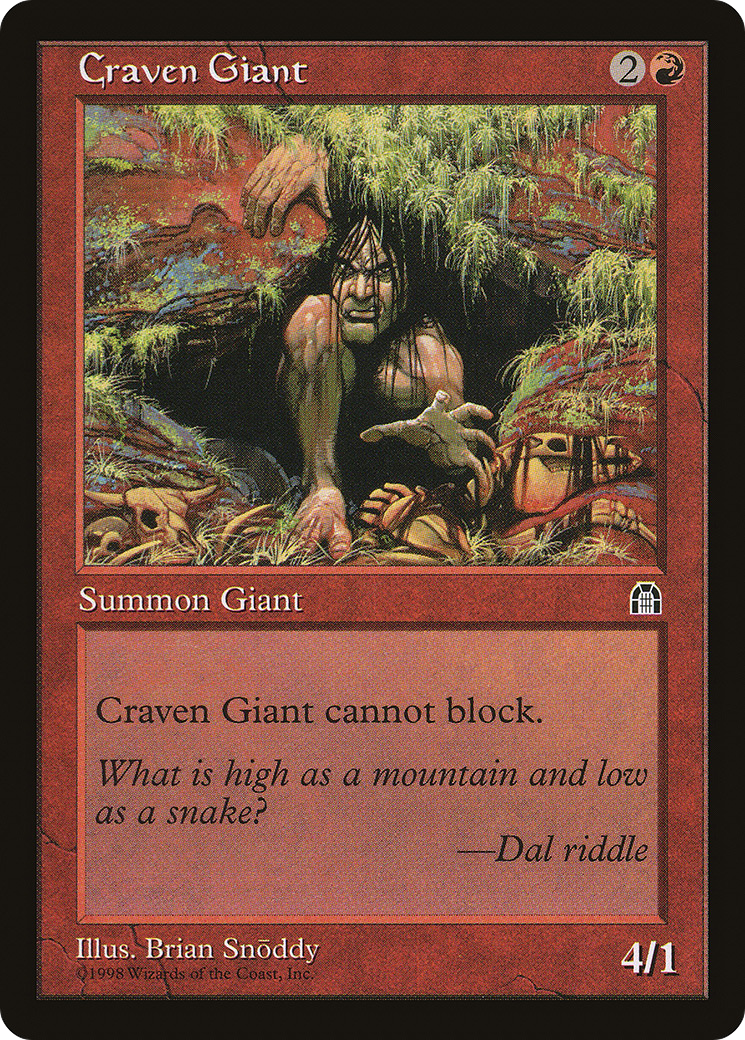 Craven Giant 2
Summon Giant
Craven Giant cannot block.
What is high as a mountain and low
as a snake?
—Dal riddle
Illus. Brian Snōddy
©1998 Wizards of the Coast, Inc.
4/1